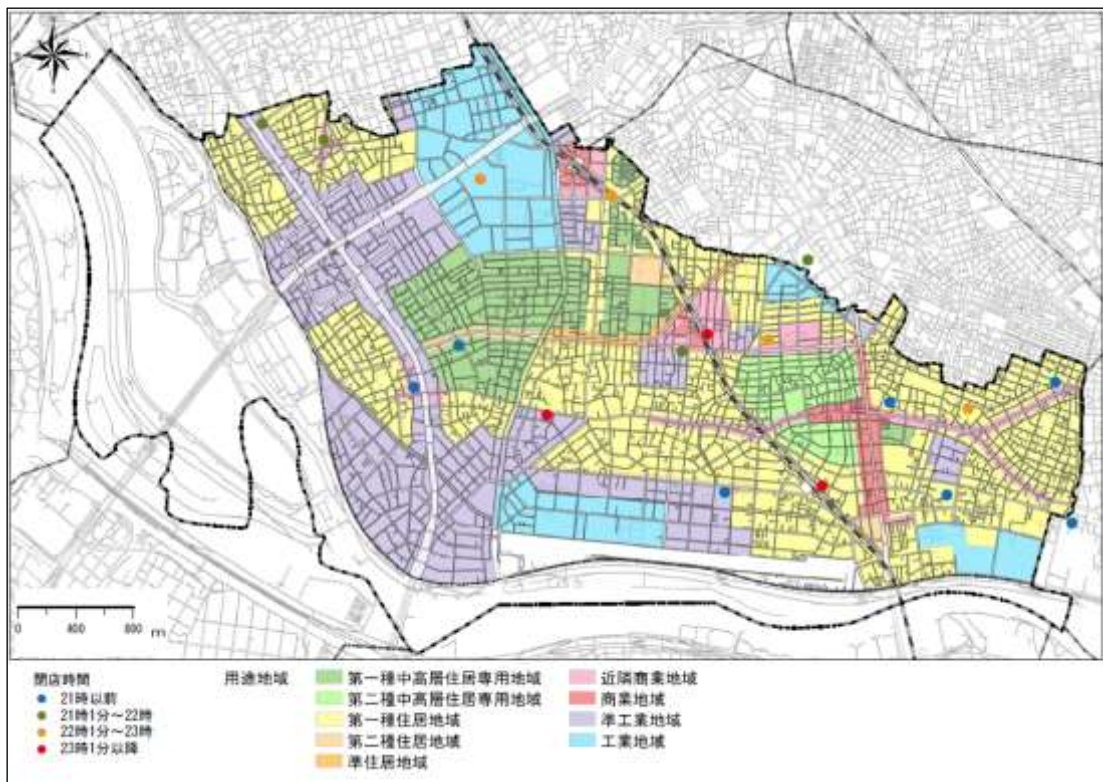 0 400 800 m
閉店時間
21時以前
21時1分～22時
22時1分～23時
23時1分以降
用途地域
第一種中高層住居専用地域
第二種中高層住居専用地域
第一種住居地域
第二種住居地域
準住居地域
近隣商業地域
商業地域
準工業地域
工業地域